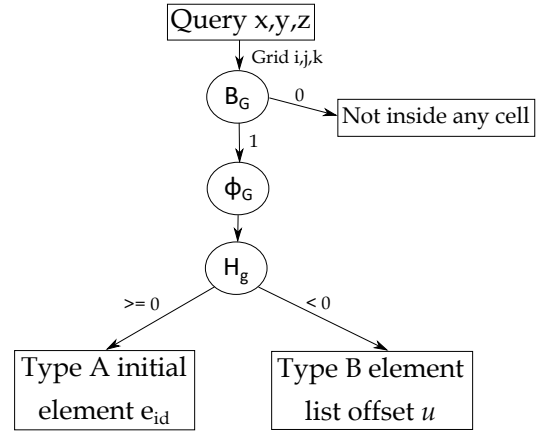 Query x,y,z
Grid i,j,k
B_G
0
Not inside any cell
1
ϕ_G
H_g
>= 0
< 0
Type A initial
element e_id
Type B element
list offset u